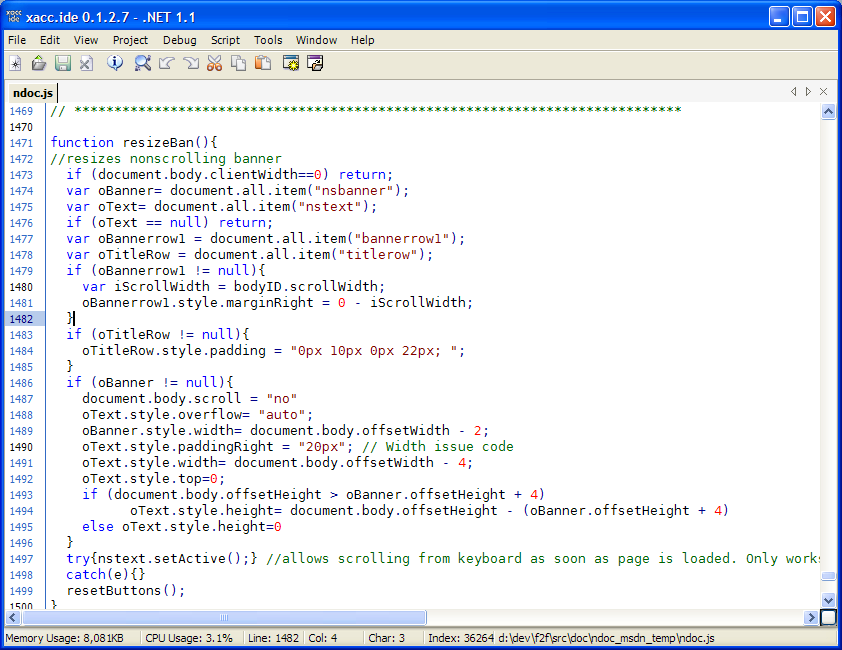 xacc.ide 0.1.2.7 - .NET 1.1
File Edit View Project Debug Script Tools Window Help
ndoc.js
1469 // ****************************************************************************
1470
1471 function resizeBan(){
1472 //resizes nonscrolling banner
1473 if (document.body.clientWidth==0) return;
1474 var oBanner= document.all.item("nsbanner");
1475 var oText= document.all.item("nstext");
1476 if (oText == null) return;
1477 var oBannerrow1 = document.all.item("bannerrow1");
1478 var oTitleRow = document.all.item("titlerow");
1479 if (oBannerrow1 != null){
1480 var iScrollWidth = bodyID.scrollWidth;
1481 oBannerrow1.style.marginRight = 0 - iScrollWidth;
1482 }
1483 if (oTitleRow != null){
1484 oTitleRow.style.padding = "0px 10px 0px 22px; ";
1485 }
1486 if (oBanner != null){
1487 document.body.scroll = "no"
1488 oText.style.overflow= "auto";
1489 oBanner.style.width= document.body.offsetWidth - 2;
1490 oText.style.paddingRight = "20px"; // Width issue code
1491 oText.style.width= document.body.offsetWidth - 4;
1492 oText.style.top=0;
1493 if (document.body.offsetHeight > oBanner.offsetHeight + 4)
1494 oText.style.height= document.body.offsetHeight - (oBanner.offsetHeight + 4)
1495 else oText.style.height=0
1496 }
1497 try{nstext.setActive();} //allows scrolling from keyboard as soon as page is loaded. Only works
1498 catch(e){}
1499 resetButtons();
1500 }
Memory Usage: 8,081KB CPU Usage: 3.1% Line: 1482 Col: 4 Char: 3 Index: 36264 d:\dev\f2f\src\doc\ndoc_msdn_temp\ndoc.js